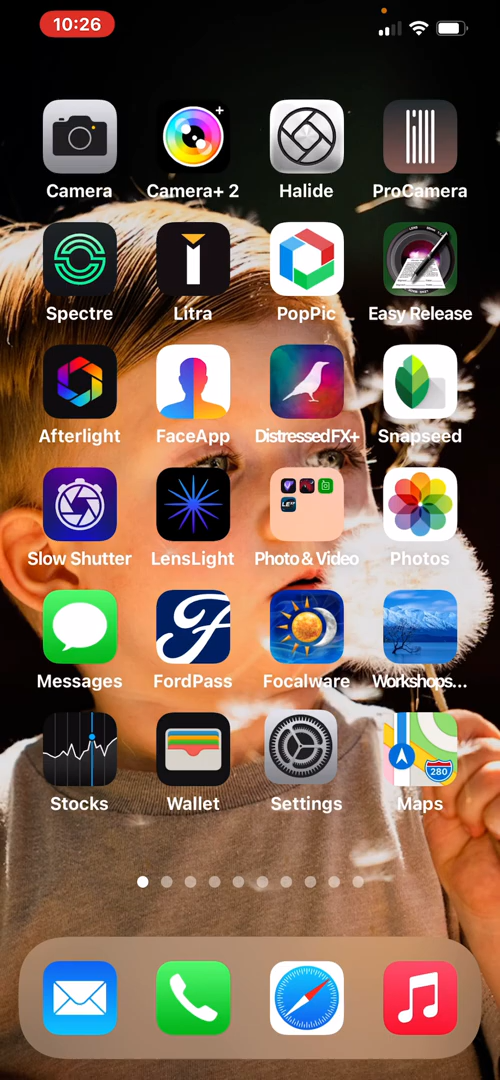 10:26
Camera
Camera+ 2
Halide
ProCamera
Spectre
Litra
PopPic
Easy Release
Afterlight
FaceApp
DistressedFX+
Snapseed
Slow Shutter
LensLight
Photo & Video
Photos
Messages
FordPass
Focalware
Workshops...
280
Stocks
Wallet
Settings
Maps